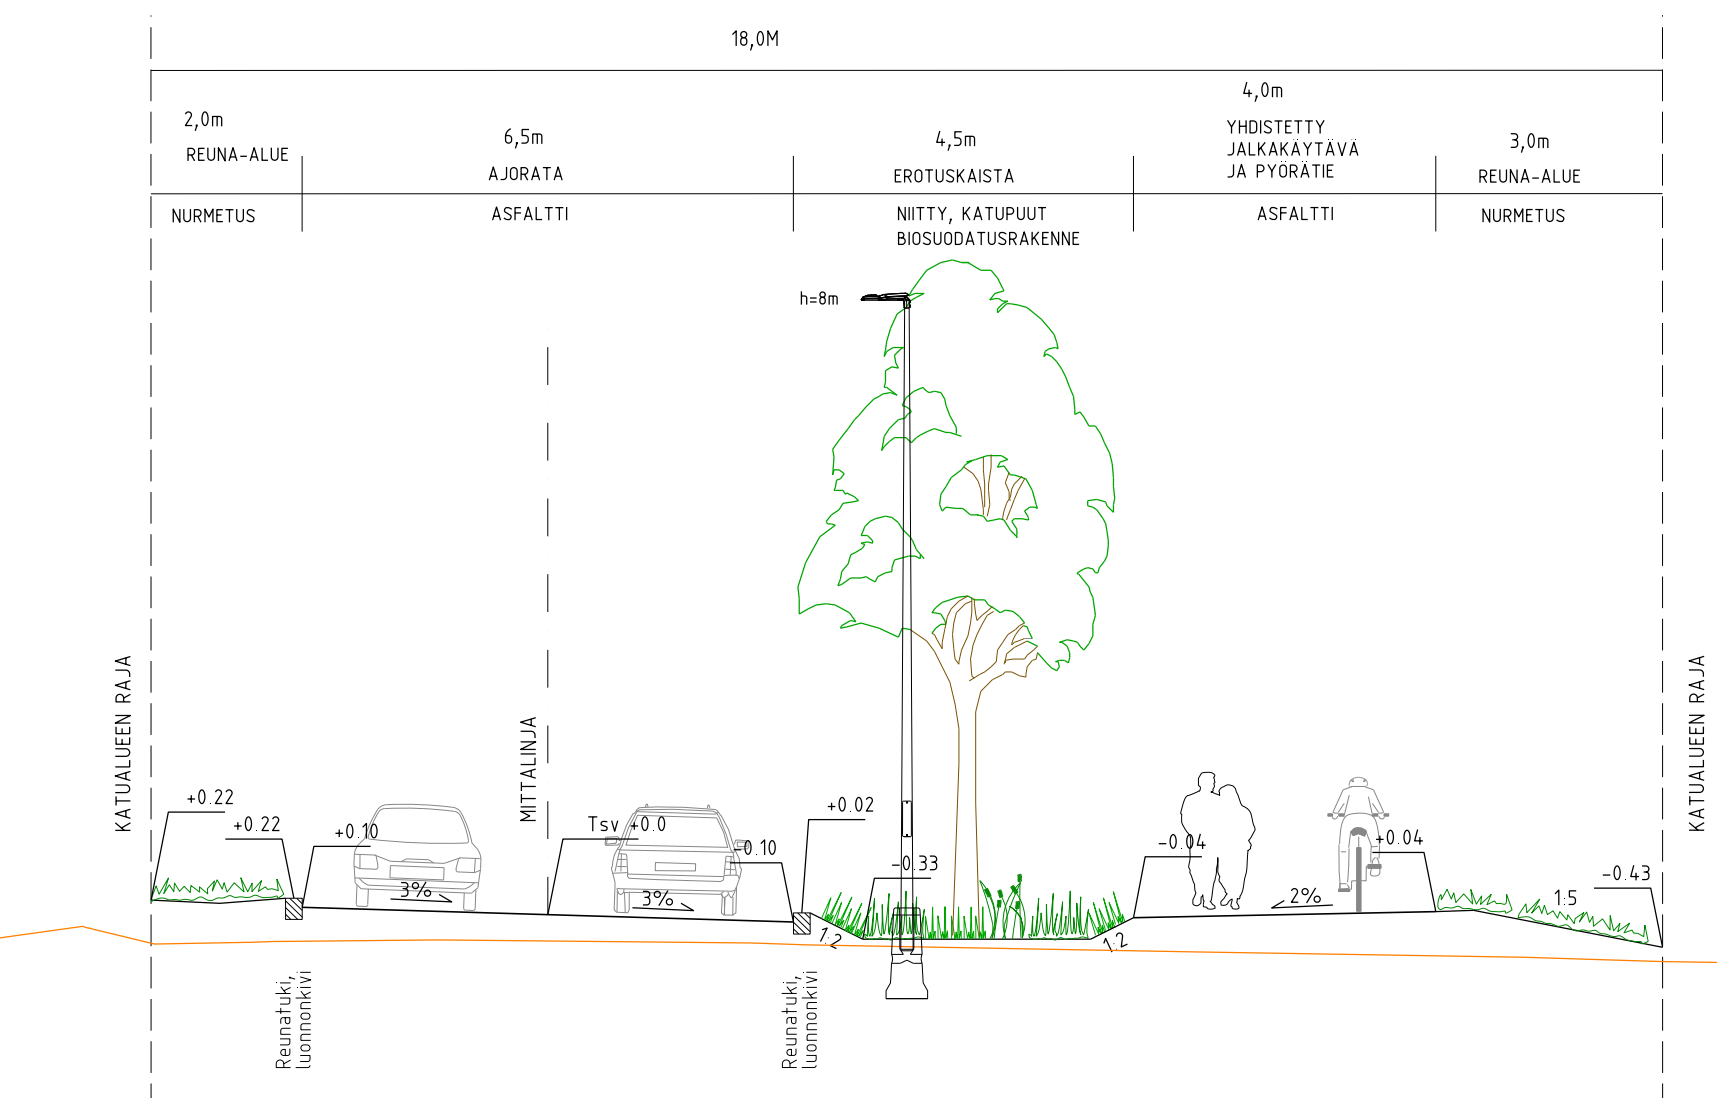 18,0M
2,0m
REUNA-ALUE
6,5m
AJORATA
4,5m
EROTUSKAISTA
4,0m
YHDISTETTY
JALKAKÄYTÄVÄ
JA PYÖRÄTIE
3,0m
REUNA-ALUE
NURMETUS
ASFALTTI
NIITTY, KATUPUUT
BIOSUODATUSRAKENNE
ASFALTTI
NURMETUS
h=8m
KATUALUEEN RAJA
MITTALINJA
KATUALUEEN RAJA
+0.22
+0.22
+0.10
Tsv +0.0
-0.10
+0.02
-0.33
-0.04
+0.04
-0.43
3%
3%
2%
1:5
1:2
1:2
Reunatuki,
luonnonkivi
Reunatuki,
luonnonkivi